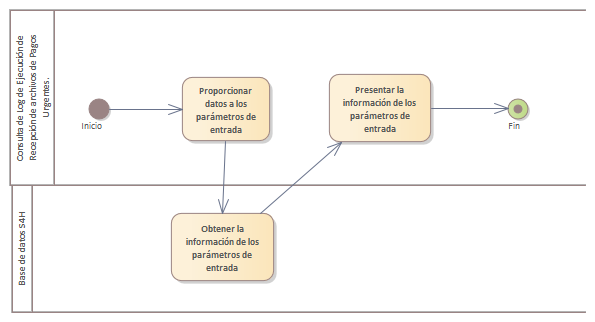 Consulta de Log de Ejecución de
Recepción de archivos de Pagos
Urgentes.
Inicio
Proporcionar
datos a los
parámetros de
entrada
Presentar la
información de los
parámetros de
entrada
Fin
Base de datos S4H
Obtener la
información de los
parámetros de
entrada